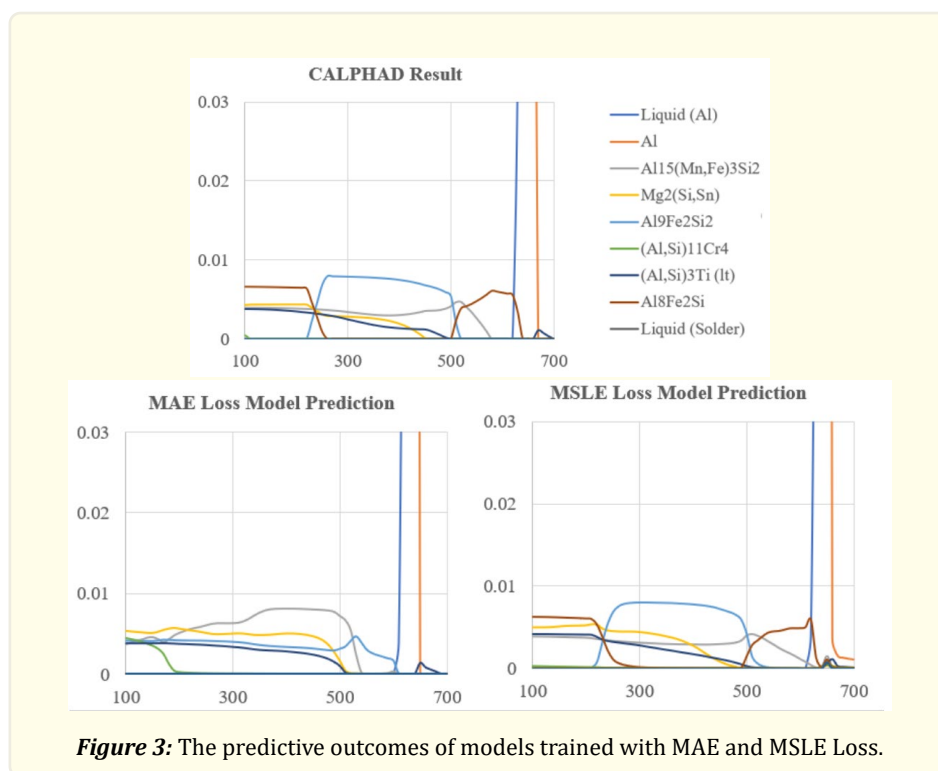 CALPHAD Result
0.03
0.02
0.01
0
100
300
500
700
Liquid (Al)
Al
Al15(Mn,Fe)3Si2
Mg2(Si,Sn)
Al9Fe2Si2
(Al,Si)11Cr4
(Al,Si)3Ti (lt)
Al8Fe2Si
Liquid (Solder)
MAE Loss Model Prediction
0.03
0.02
0.01
0
100
300
500
700
MSLE Loss Model Prediction
0.03
0.02
0.01
0
100
300
500
700
Figure 3: The predictive outcomes of models trained with MAE and MSLE Loss.